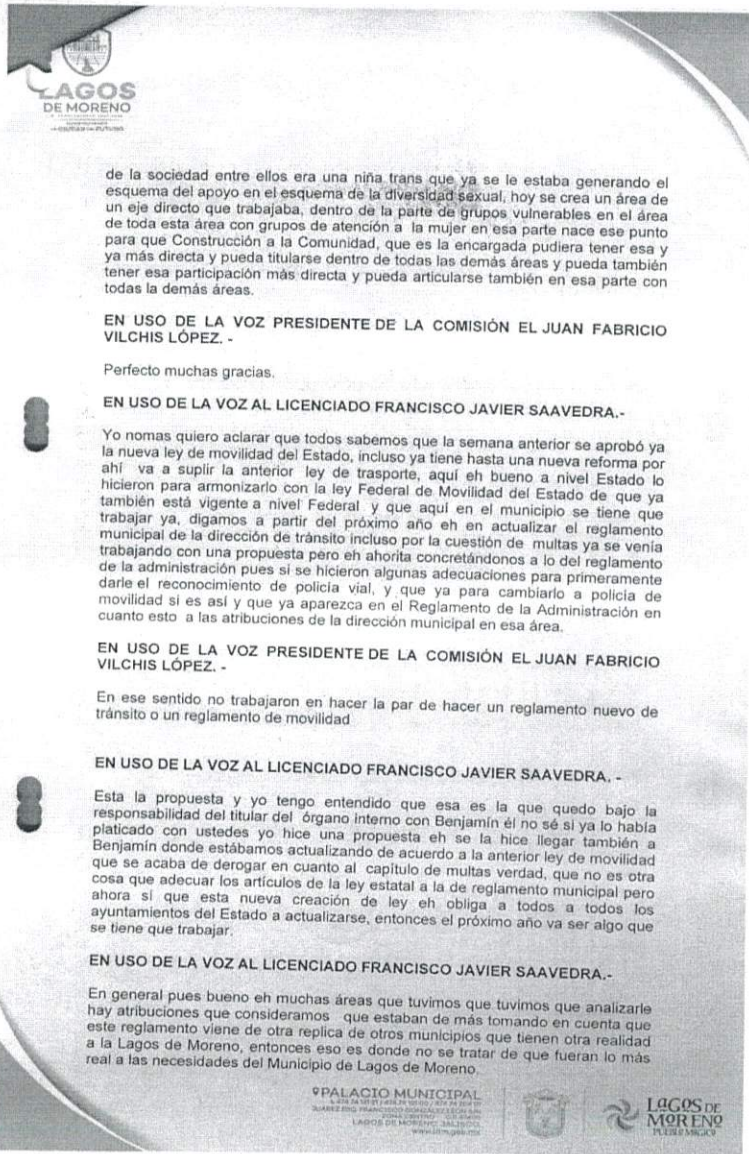 LAGOS
DE MORENO
de la sociedad entre ellos era una niña trans que ya se le estaba generando el
esquema del apoyo en el esquema de la diversidad sexual, hoy se crea un área de
un eje directo que trabajaba, dentro de la parte de grupos vulnerables en el área
de toda esta área con grupos de atención a la mujer en esa parte nace ese punto
para que Construcción a la Comunidad, que es la encargada pudiera tener esa y
ya más directa y pueda titularse dentro de todas las demás áreas y pueda también
tener esa participación más directa y pueda articularse también en esa parte con
todas la demás áreas.
EN USO DE LA VOZ PRESIDENTE DE LA COMISIÓN EL JUAN FABRICIO
VILCHIS LÓPEZ. -
Perfecto muchas gracias.
EN USO DE LA VOZ AL LICENCIADO FRANCISCO JAVIER SAAVEDRA.-
Yo nomas quiero aclarar que todos sabemos que la semana anterior se aprobó ya
la nueva ley de movilidad del Estado, incluso ya tiene hasta una nueva reforma por
ahí va a suplir la anterior ley de trasporte, aquí eh bueno a nivel Estado lo
hicieron para armonizarlo con la ley Federal de Movilidad del Estado de que ya
también está vigente a nivel Federal y que aquí en el municipio se tiene que
trabajar ya, digamos a partir del próximo año eh en actualizar el reglamento
municipal de la dirección de tránsito incluso por la cuestión de multas ya se venía
trabajando con una propuesta pero eh ahorita concretándonos a lo del reglamento
de la administración pues si se hicieron algunas adecuaciones para primeramente
darle el reconocimiento de policía vial, y que ya para cambiarlo a policía de
movilidad si es así y que ya aparezca en el Reglamento de la Administración en
cuanto esto a las atribuciones de la dirección municipal en esa área.
EN USO DE LA VOZ PRESIDENTE DE LA COMISIÓN EL JUAN FABRICIO
VILCHIS LÓPEZ. -
En ese sentido no trabajaron en hacer la par de hacer un reglamento nuevo de
tránsito o un reglamento de movilidad
EN USO DE LA VOZ AL LICENCIADO FRANCISCO JAVIER SAAVEDRA. -
Esta la propuesta y yo tengo entendido que esa es la que quedo bajo la
responsabilidad del titular del órgano interno con Benjamín él no sé si ya lo había
platicado con ustedes yo hice una propuesta eh se la hice llegar también a
Benjamín donde estábamos actualizando de acuerdo a la anterior ley de movilidad
que se acaba de derogar en cuanto al capítulo de multas verdad, que no es otra
cosa que adecuar los artículos de la ley estatal a la de reglamento municipal pero
ahora sí que esta nueva creación de ley eh obliga a todos a todos los
ayuntamientos del Estado a actualizarse, entonces el próximo año va ser algo que
se tiene que trabajar.
EN USO DE LA VOZ AL LICENCIADO FRANCISCO JAVIER SAAVEDRA.-
En general pues bueno eh muchas áreas que tuvimos que tuvimos que analizarle
hay atribuciones que consideramos que estaban de más tomando en cuenta que
este reglamento viene de otra replica de otros municipios que tienen otra realidad
a la Lagos de Moreno, entonces eso es donde no se tratar de que fueran lo más
real a las necesidades del Municipio de Lagos de Moreno.
PALACIO MUNICIPAL
LAGOS DE MORENO, JALISCO.
LAGOS DE
MORENO
PUEBLO MÁGICO